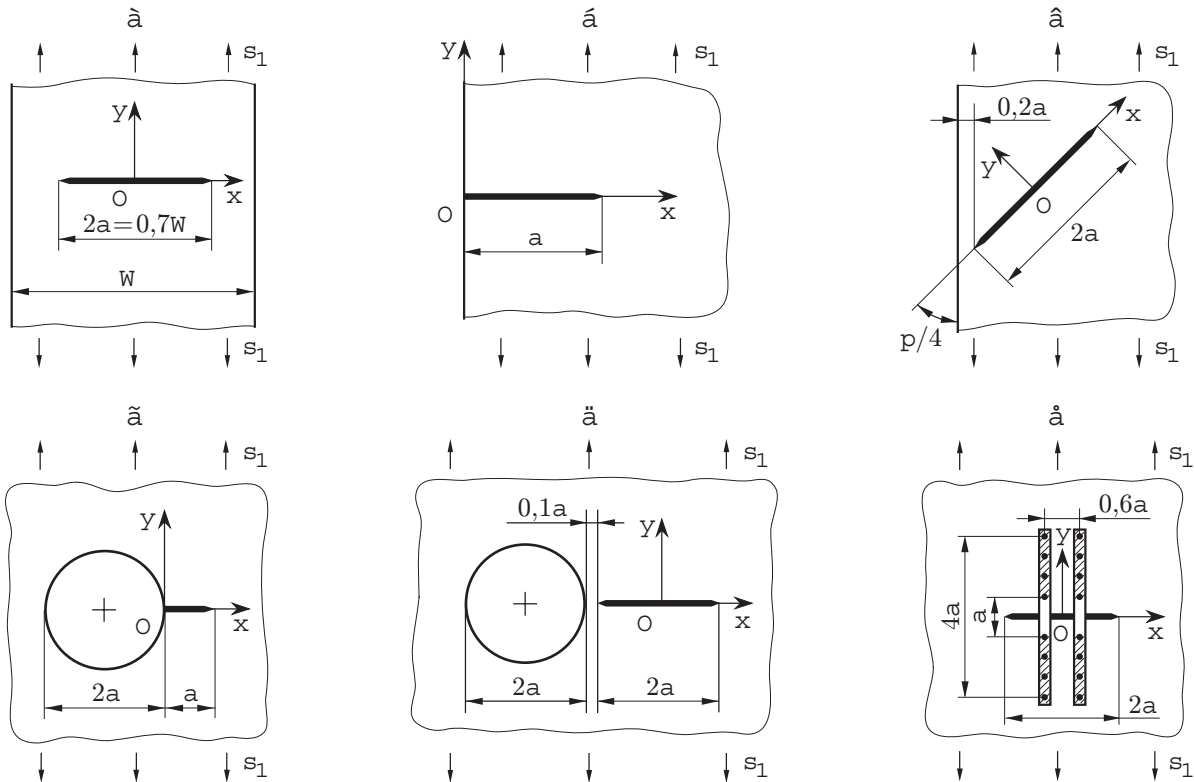 à
s₁
y
O
x
2a=0,7W
W
s₁
á
s₁
y
O
x
a
s₁
â
s₁
0,2a
x
y
O
2a
p/4
s₁
ã
s₁
y
O
x
2a
a
s₁
ä
s₁
0,1a
y
O
x
2a
2a
s₁
å
s₁
0,6a
y
4a
a
O
x
2a
s₁